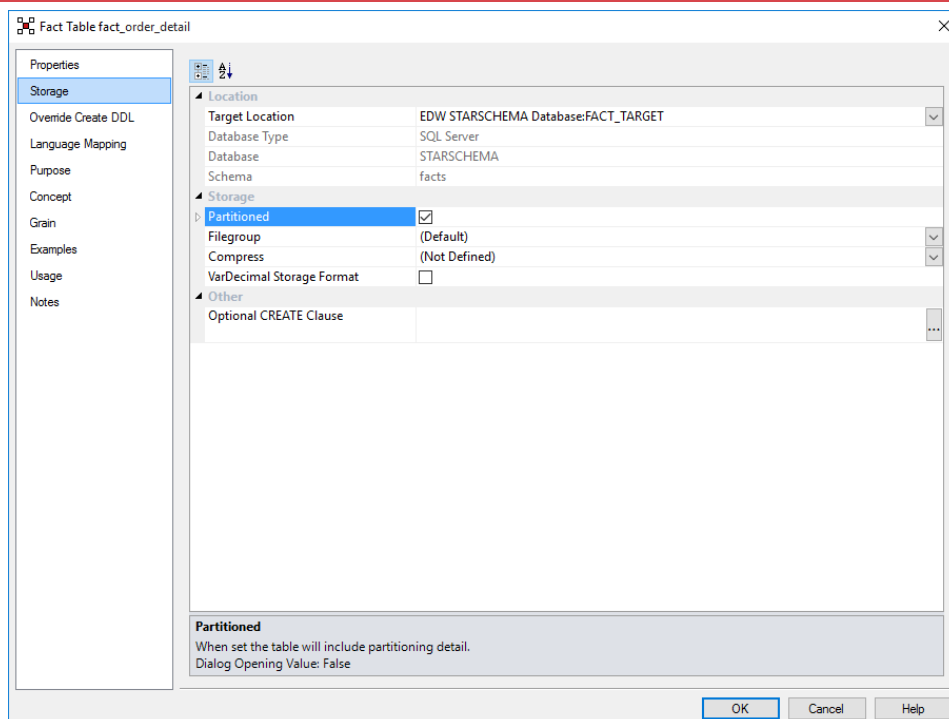 Fact Table fact_order_detail
Properties
Storage
Override Create DDL
Language Mapping
Purpose
Concept
Grain
Examples
Usage
Notes
Location
Target Location EDW STARSCHEMA Database:FACT_TARGET
Database Type SQL Server
Database STARSCHEMA
Schema facts
Storage
Partitioned
Filegroup (Default)
Compress (Not Defined)
VarDecimal Storage Format
Other
Optional CREATE Clause ...
Partitioned
When set the table will include partitioning detail.
Dialog Opening Value: False
OK Cancel Help